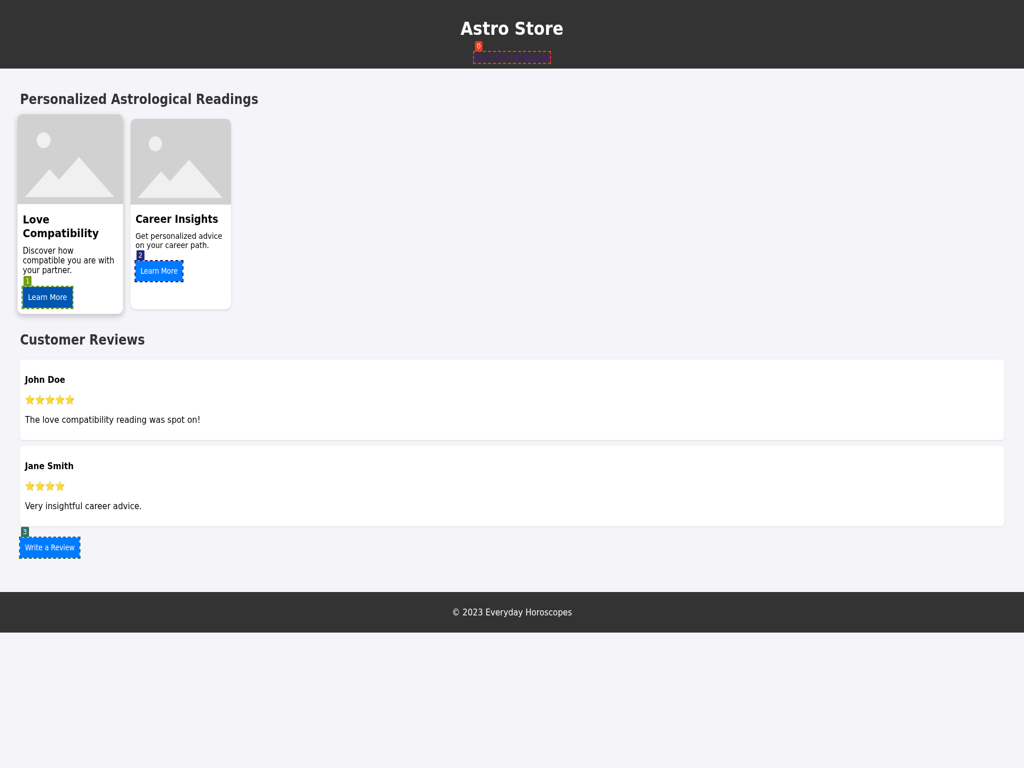 Astro Store
0
Personalized Astrological Readings
Love
Compatibility
Discover how
compatible you are with
your partner.
1
Learn More
Career Insights
Get personalized advice
on your career path.
2
Learn More
Customer Reviews
John Doe
⭐⭐⭐⭐⭐
The love compatibility reading was spot on!
Jane Smith
⭐⭐⭐⭐
Very insightful career advice.
3
Write a Review
© 2023 Everyday Horoscopes